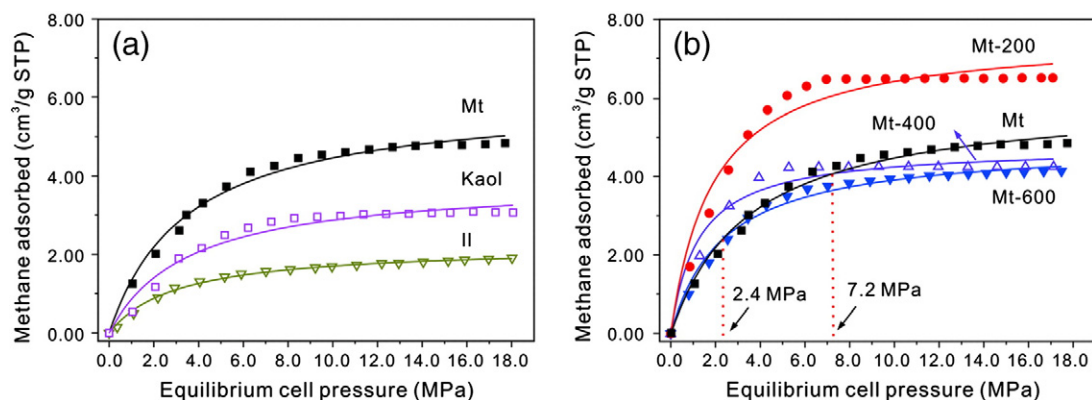 (a)
8.00
6.00
4.00
2.00
0.00
Methane adsorbed (cm³/g STP)
Mt
Kaol
Il
0.0 2.0 4.0 6.0 8.0 10.0 12.0 14.0 16.0 18.0
Equilibrium cell pressure (MPa)
(b)
8.00
6.00
4.00
2.00
0.00
Methane adsorbed (cm³/g STP)
Mt-200
Mt
Mt-400
Mt-600
2.4 MPa
7.2 MPa
0.0 2.0 4.0 6.0 8.0 10.0 12.0 14.0 16.0 18.0
Equilibrium cell pressure (MPa)